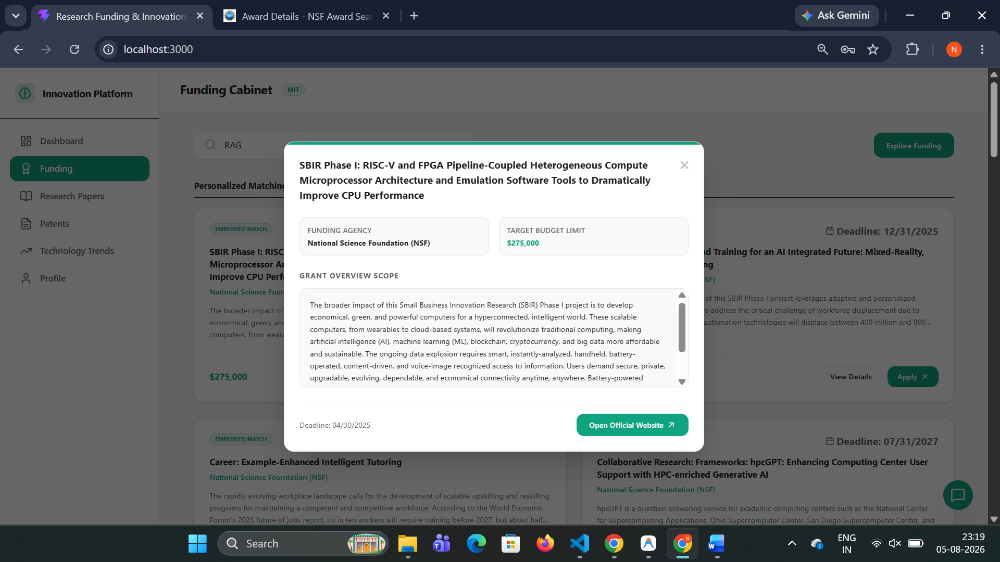 Research Funding & Innovation
Award Details - NSF Award Sear
Ask Gemini
localhost:3000
N
Innovation Platform
Funding Cabinet
MIT
Dashboard
Funding
Research Papers
Patents
Technology Trends
Profile
RAG
Explore Funding
Personalized Matching
EMBEDDED MATCH
SBIR Phase I: RISC
Microprocessor Ar
Improve CPU Perf
National Science Foun
The broader impact of
economical, green, and
computers, from weara
$275,000
Deadline: 12/31/2025
d Training for an AI Integrated Future: Mixed-Reality,
ng
SF)
of this SBIR Phase I project leverages adaptive and personalized
o address the critical challenge of workforce displacement due to
automation technologies will displace between 400 million and 800...
View Details
Apply
SBIR Phase I: RISC-V and FPGA Pipeline-Coupled Heterogeneous Compute
Microprocessor Architecture and Emulation Software Tools to Dramatically
Improve CPU Performance
FUNDING AGENCY
National Science Foundation (NSF)
TARGET BUDGET LIMIT
$275,000
GRANT OVERVIEW SCOPE
The broader impact of this Small Business Innovation Research (SBIR) Phase I project is to develop
economical, green, and powerful computers for a hyperconnected, intelligent world. These scalable
computers, from wearables to cloud-based systems, will revolutionize traditional computing, making
artificial intelligence (AI), machine learning (ML), blockchain, cryptocurrency, and big data more affordable
and sustainable. The ongoing data explosion requires smart, instantly-analyzed, handheld, battery-
operated, content-driven, and voice-image recognized access to information. Users demand secure, private,
upgradable, evolving, dependable, and economical connectivity anytime, anywhere. Battery-powered
Deadline: 04/30/2025
Open Official Website
EMBEDDED MATCH
Career: Example-Enhanced Intelligent Tutoring
National Science Foundation (NSF)
The rapidly evolving workplace landscape calls for the development of scalable upskilling and reskilling
programs for maintaining a competent and competitive workforce. According to the World Economic
Forum's 2023 future of jobs report, six in ten workers will require training before 2027, but about half...
Deadline: 07/31/2027
Collaborative Research: Frameworks: hpcGPT: Enhancing Computing Center User
Support with HPC-enriched Generative AI
National Science Foundation (NSF)
hpcGPT is a question answering service for academic computing centers such as the National Center
for Supercomputing Applications, Ohio Supercomputer Center, San Diego Supercomputer Center, and
Search
ENG
IN
23:19
05-08-2026